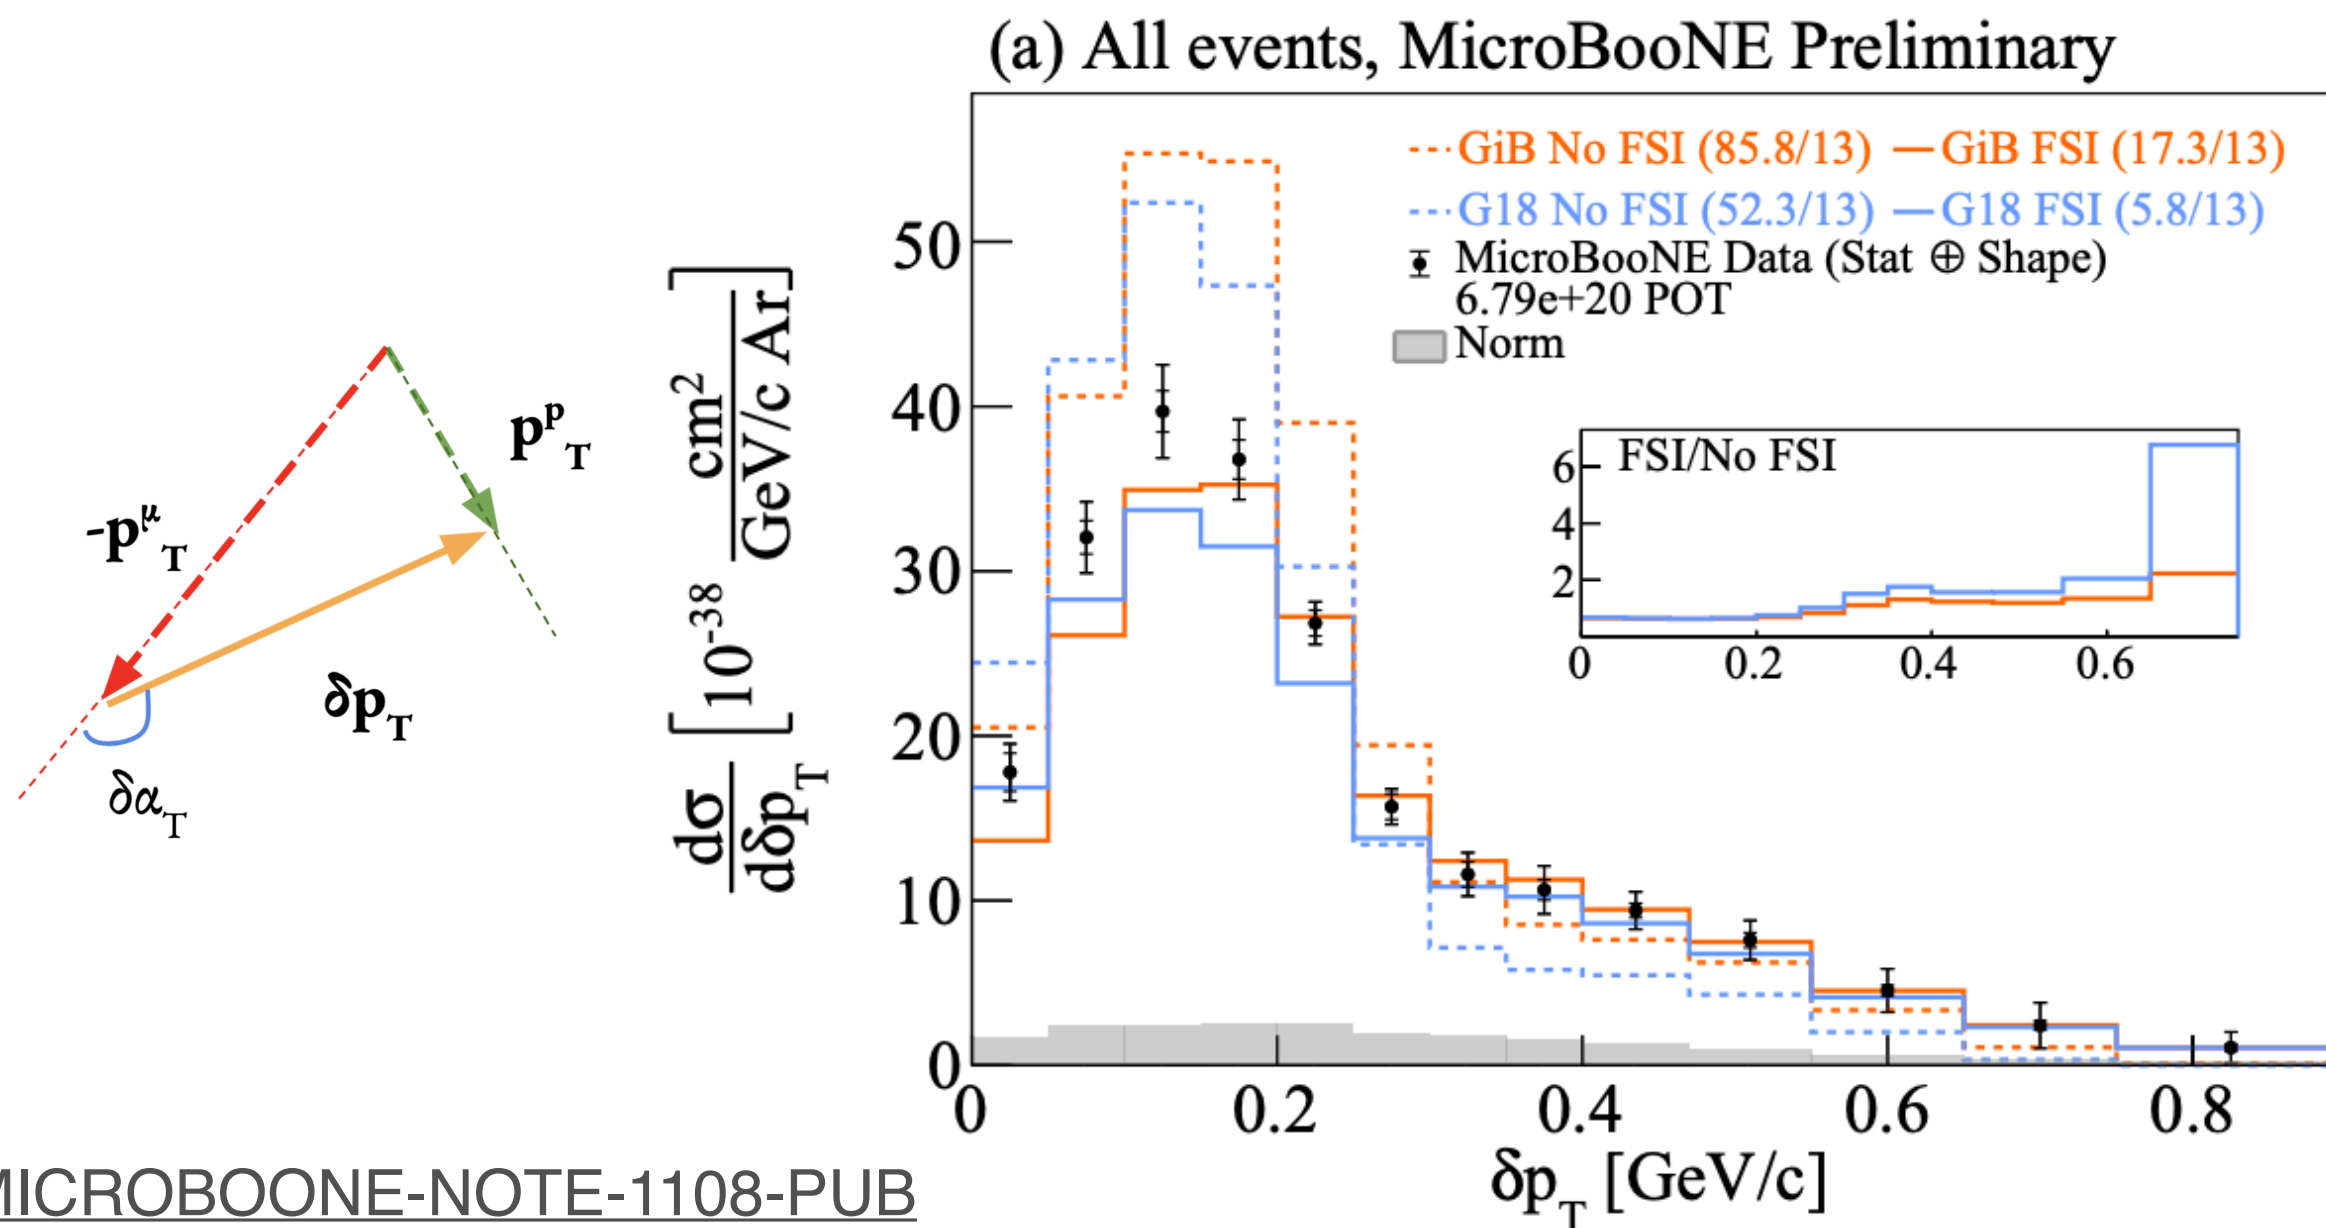 (a) All events, MicroBooNE Preliminary
GiB No FSI (85.8/13) GiB FSI (17.3/13)
G18 No FSI (52.3/13) G18 FSI (5.8/13)
MicroBooNE Data (Stat ⊕ Shape)
6.79e+20 POT
Norm
dσ/dδp_T [10⁻³⁸ cm²/(GeV/c Ar)]
50
40
30
20
10
0
0 0.2 0.4 0.6 0.8
δp_T [GeV/c]
FSI/No FSI
6
4
2
0 0.2 0.4 0.6
p^p_T
-p^μ_T
δp_T
δα_T
MICROBOONE-NOTE-1108-PUB